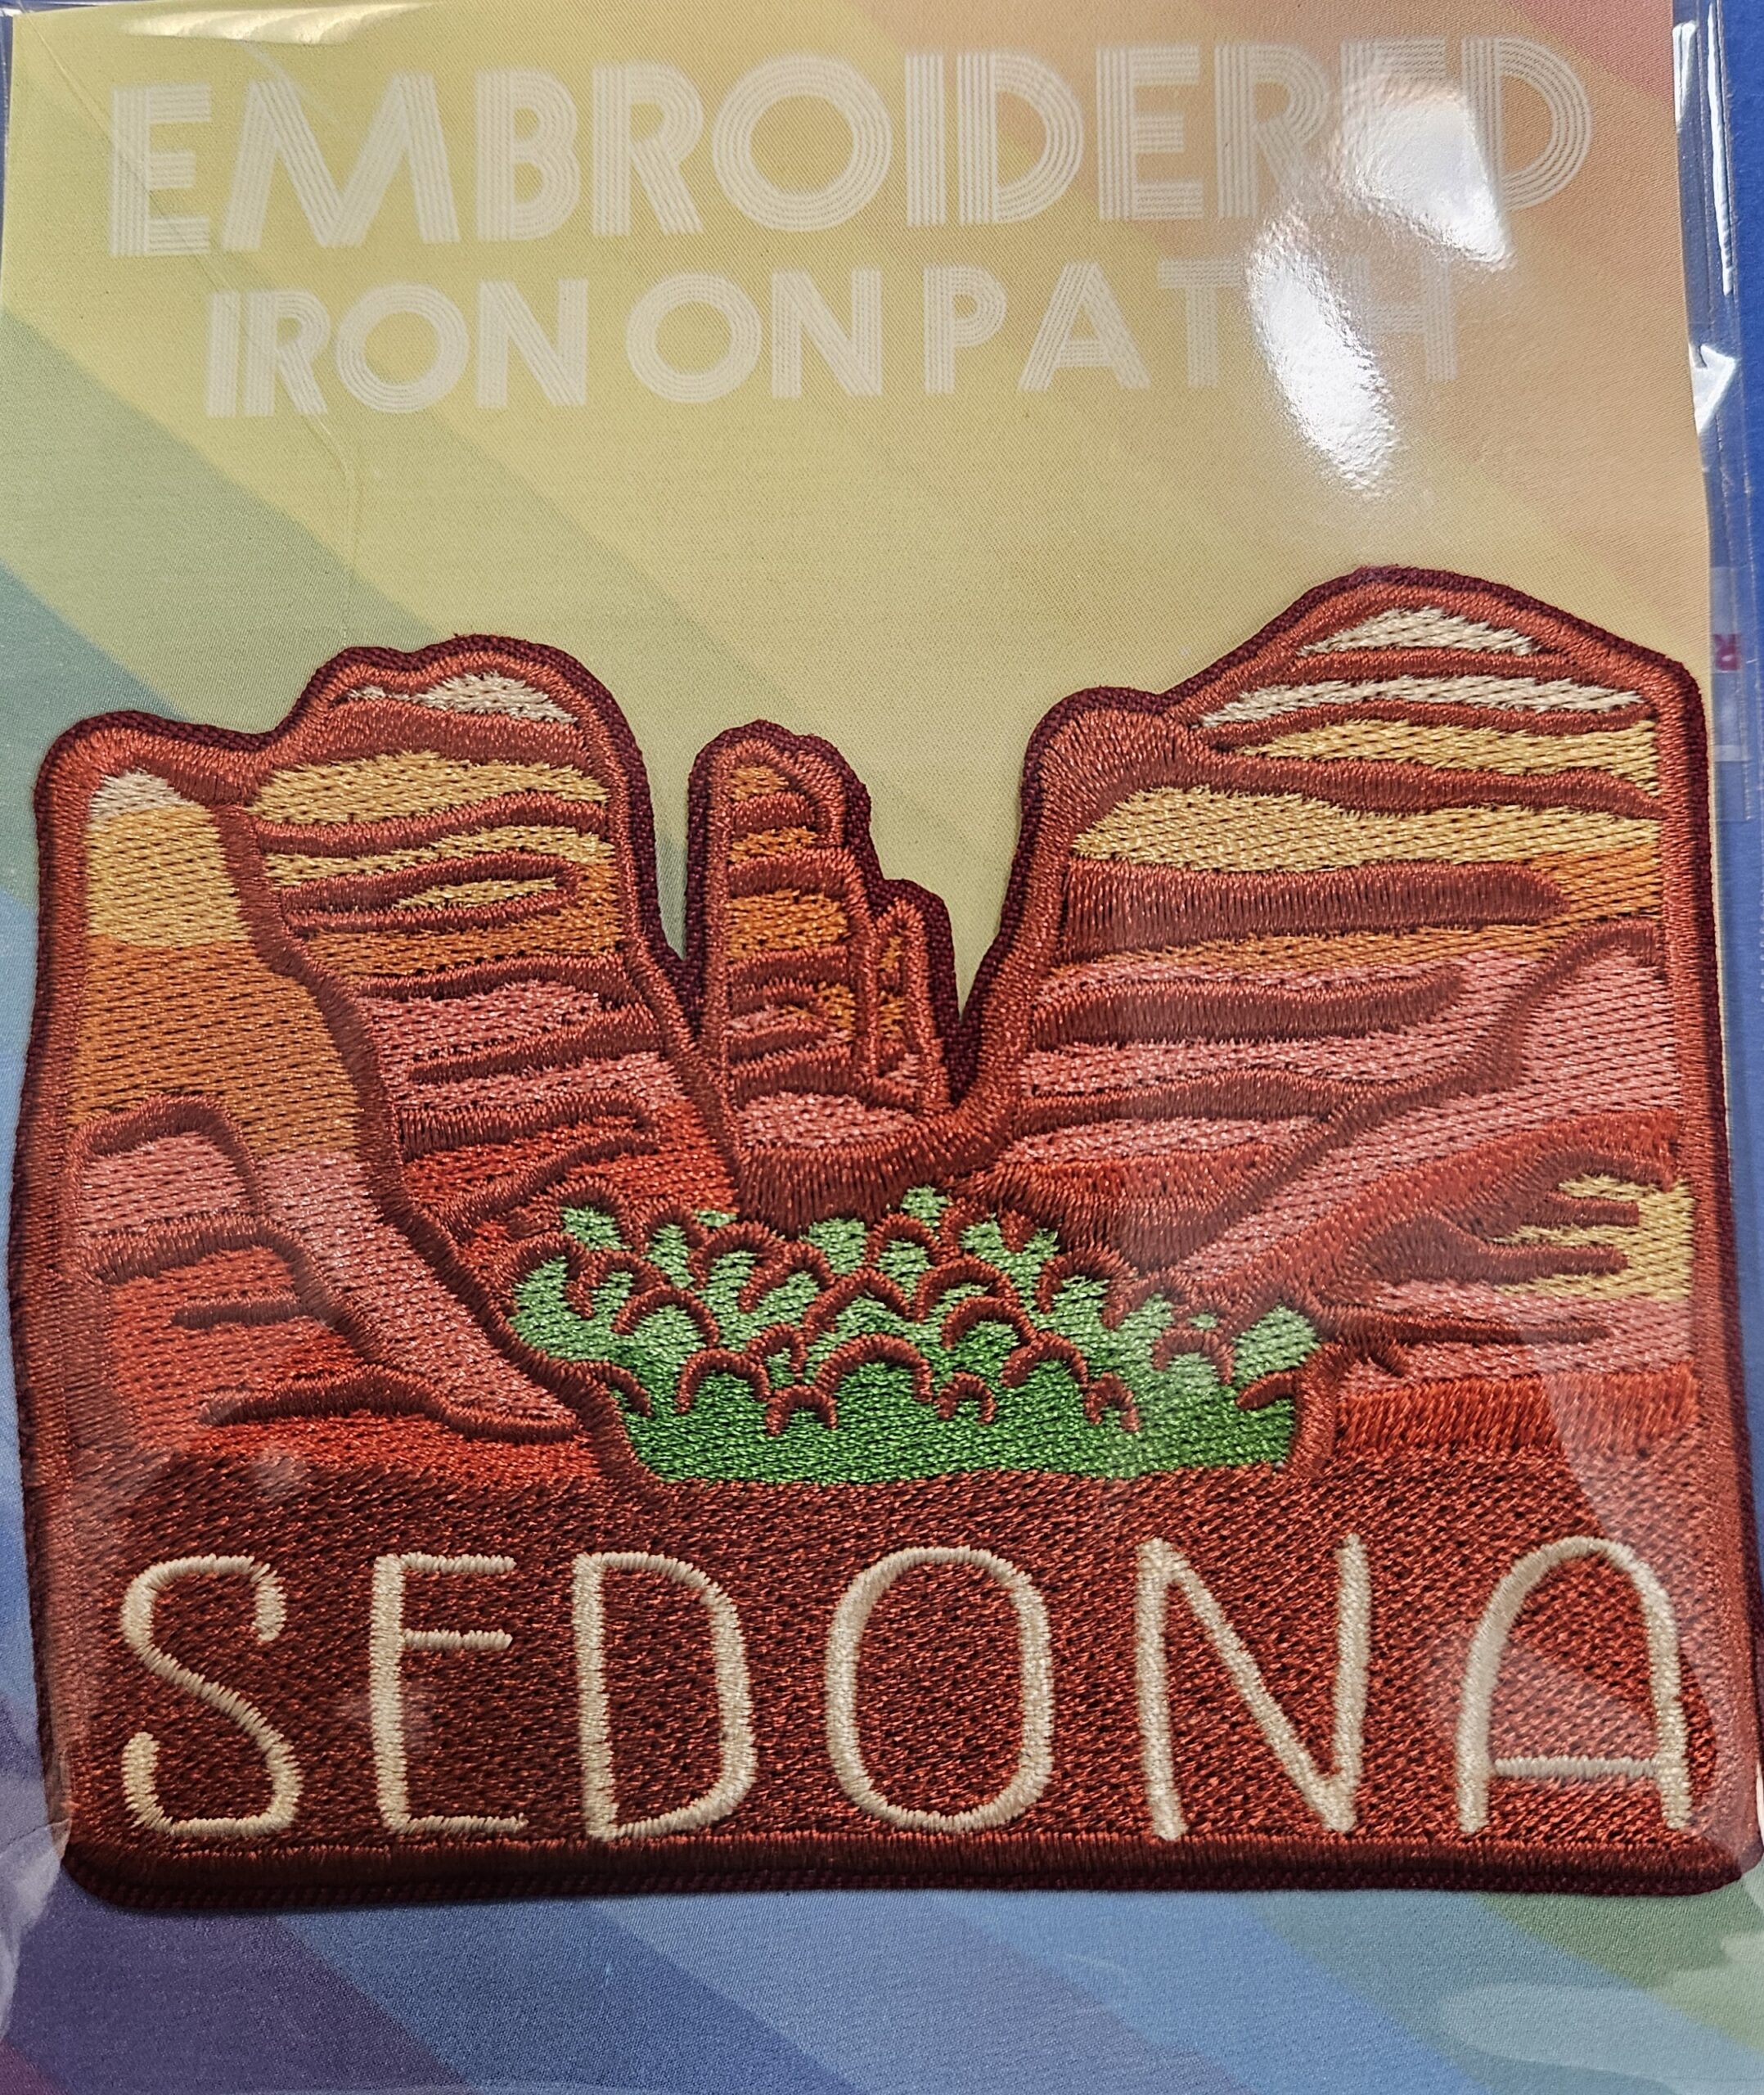 EMBROIDERED
IRON ON PATCH
SEDONA